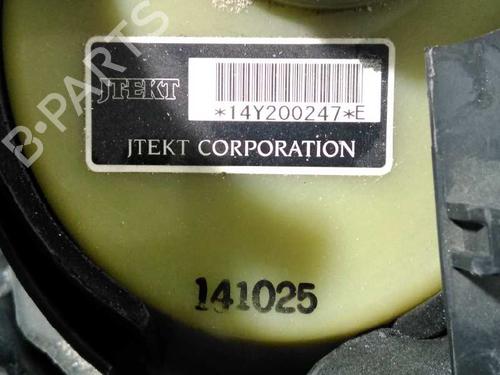 JTEKT
*14Y200247*E
JTEKT CORPORATION
141025
B-PARTS